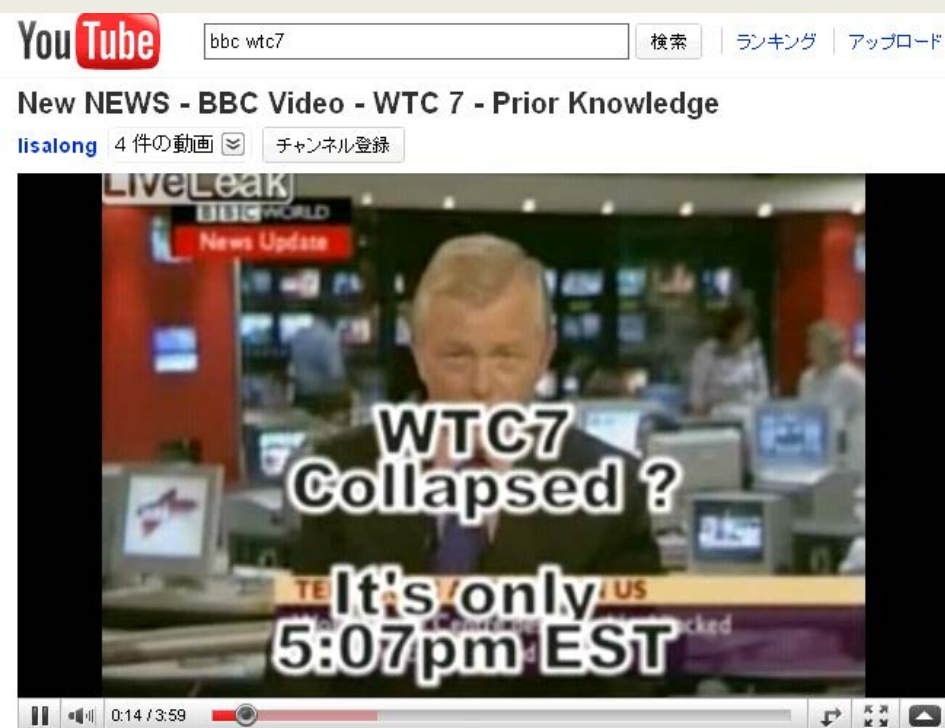 YouTube
bbc wtc7 検索 ランキング アップロード
New NEWS - BBC Video - WTC 7 - Prior Knowledge
lisalong 4 件の動画 チャンネル登録
LiveLeak
BBC WORLD
News Update
WTC7
Collapsed ?
It's only
US
5:07pm EST
0:14 / 3:59